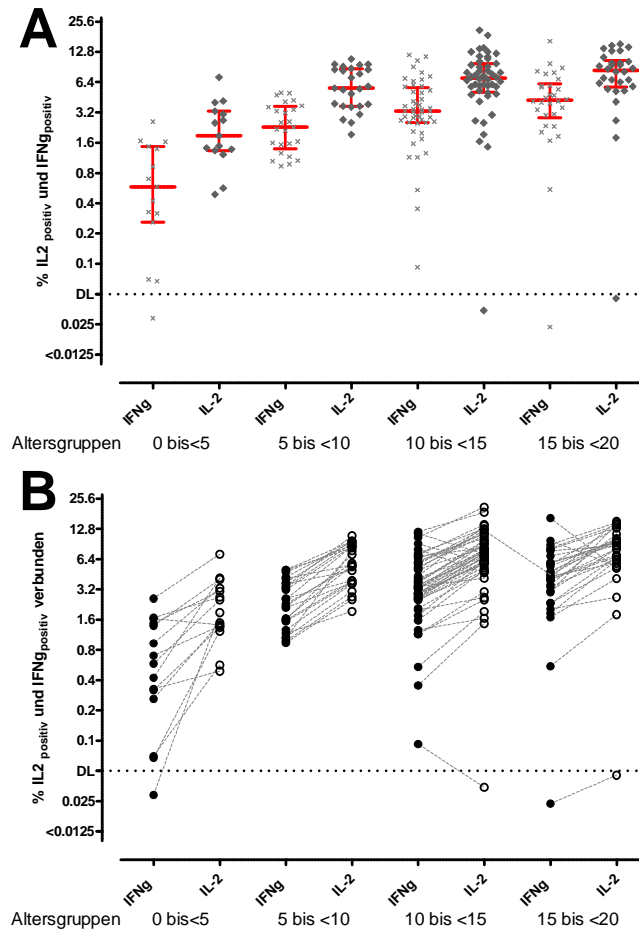 A
% IL2 positiv und IFNg positiv
25.6
12.8
6.4
3.2
1.6
0.8
0.4
0.2
0.1
DL
0.025
<0.0125
IFNg IL-2 IFNg IL-2 IFNg IL-2 IFNg IL-2
Altersgruppen 0 bis<5 5 bis <10 10 bis <15 15 bis <20
B
% IL2 positiv und IFNg positiv verbunden
25.6
12.8
6.4
3.2
1.6
0.8
0.4
0.2
0.1
DL
0.025
<0.0125
IFNg IL-2 IFNg IL-2 IFNg IL-2 IFNg IL-2
Altersgruppen 0 bis<5 5 bis <10 10 bis <15 15 bis <20